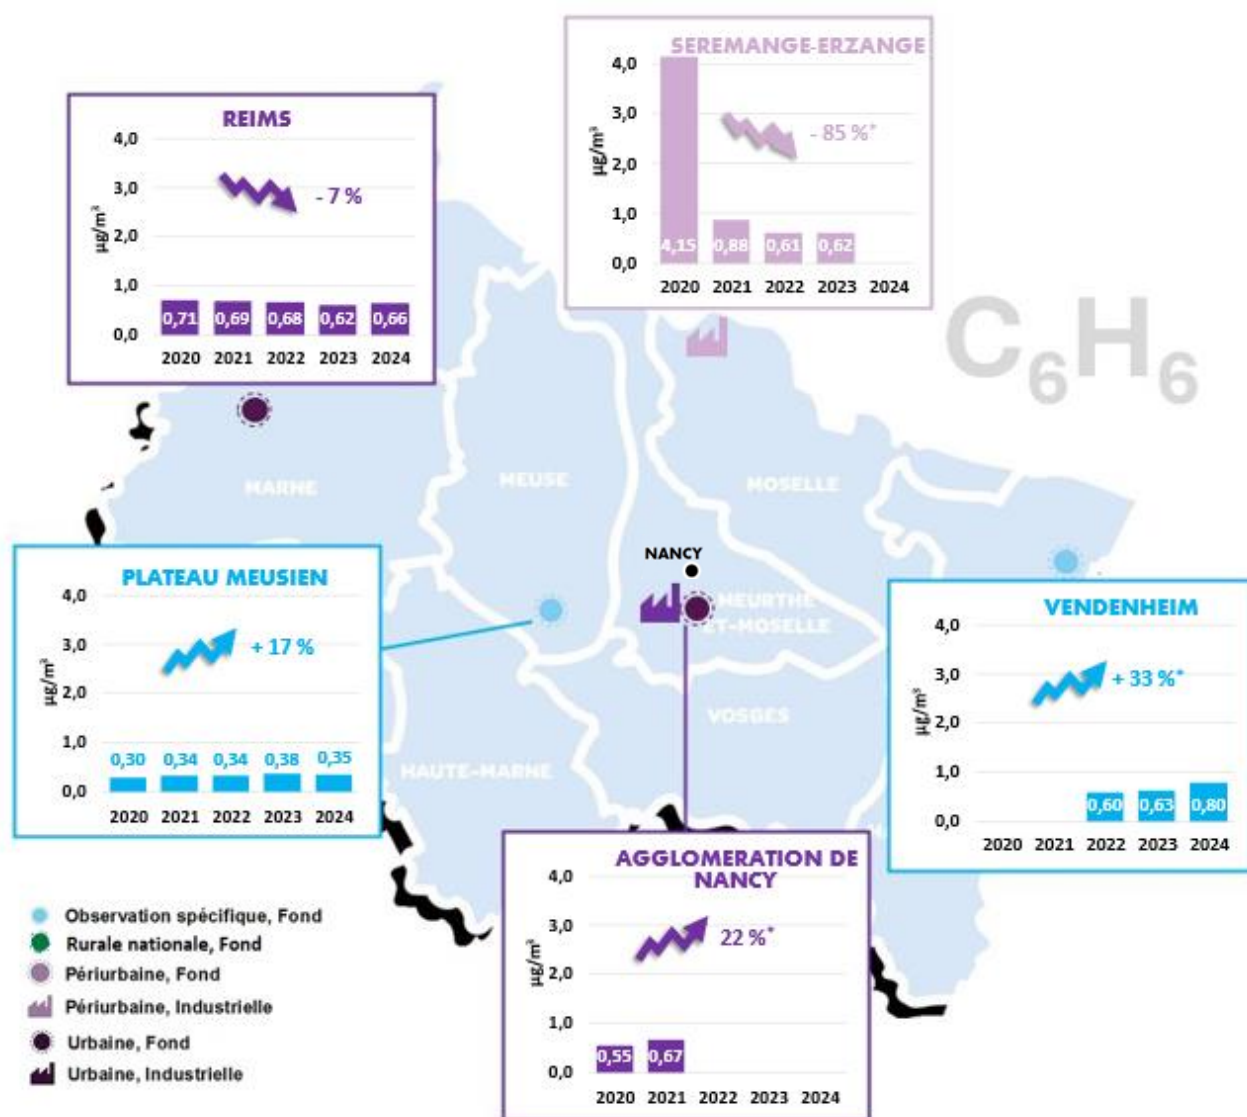 SEREMANGE-ERZANGE
4,0
3,0
2,0
1,0
0,0
µg/m³
- 85 %*
4,15
0,88
0,61
0,62
2020 2021 2022 2023 2024
REIMS
4,0
3,0
2,0
1,0
0,0
µg/m³
- 7 %
0,71
0,69
0,68
0,62
0,66
2020 2021 2022 2023 2024
C6H6
MARNE
MEUSE
MOSELLE
NANCY
MEURTHE
ET-MOSELLE
VOSGES
HAUTE-MARNE
PLATEAU MEUSIEN
4,0
3,0
2,0
1,0
0,0
µg/m³
+ 17 %
0,30
0,34
0,34
0,38
0,35
2020 2021 2022 2023 2024
VENDENHEIM
4,0
3,0
2,0
1,0
0,0
µg/m³
+ 33 %*
0,60
0,63
0,80
2020 2021 2022 2023 2024
AGGLOMERATION DE
NANCY
4,0
3,0
2,0
1,0
0,0
µg/m³
22 %*
0,55
0,67
2020 2021 2022 2023 2024
Observation spécifique, Fond
Rurale nationale, Fond
Périurbaine, Fond
Périurbaine, Industrielle
Urbaine, Fond
Urbaine, Industrielle